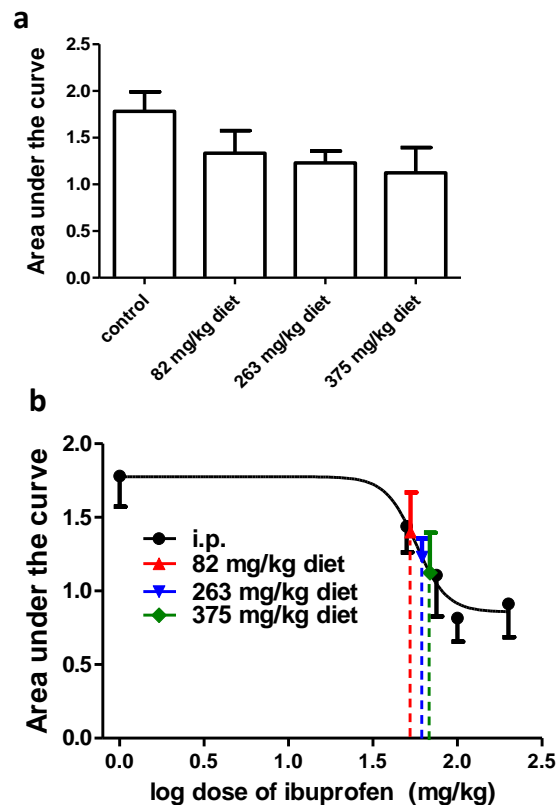 a
Area under the curve
2.5
2.0
1.5
1.0
0.5
0.0
control
82 mg/kg diet
263 mg/kg diet
375 mg/kg diet
b
Area under the curve
2.0
1.5
1.0
0.5
0.0
i.p.
82 mg/kg diet
263 mg/kg diet
375 mg/kg diet
0.0 0.5 1.0 1.5 2.0 2.5
log dose of ibuprofen (mg/kg)